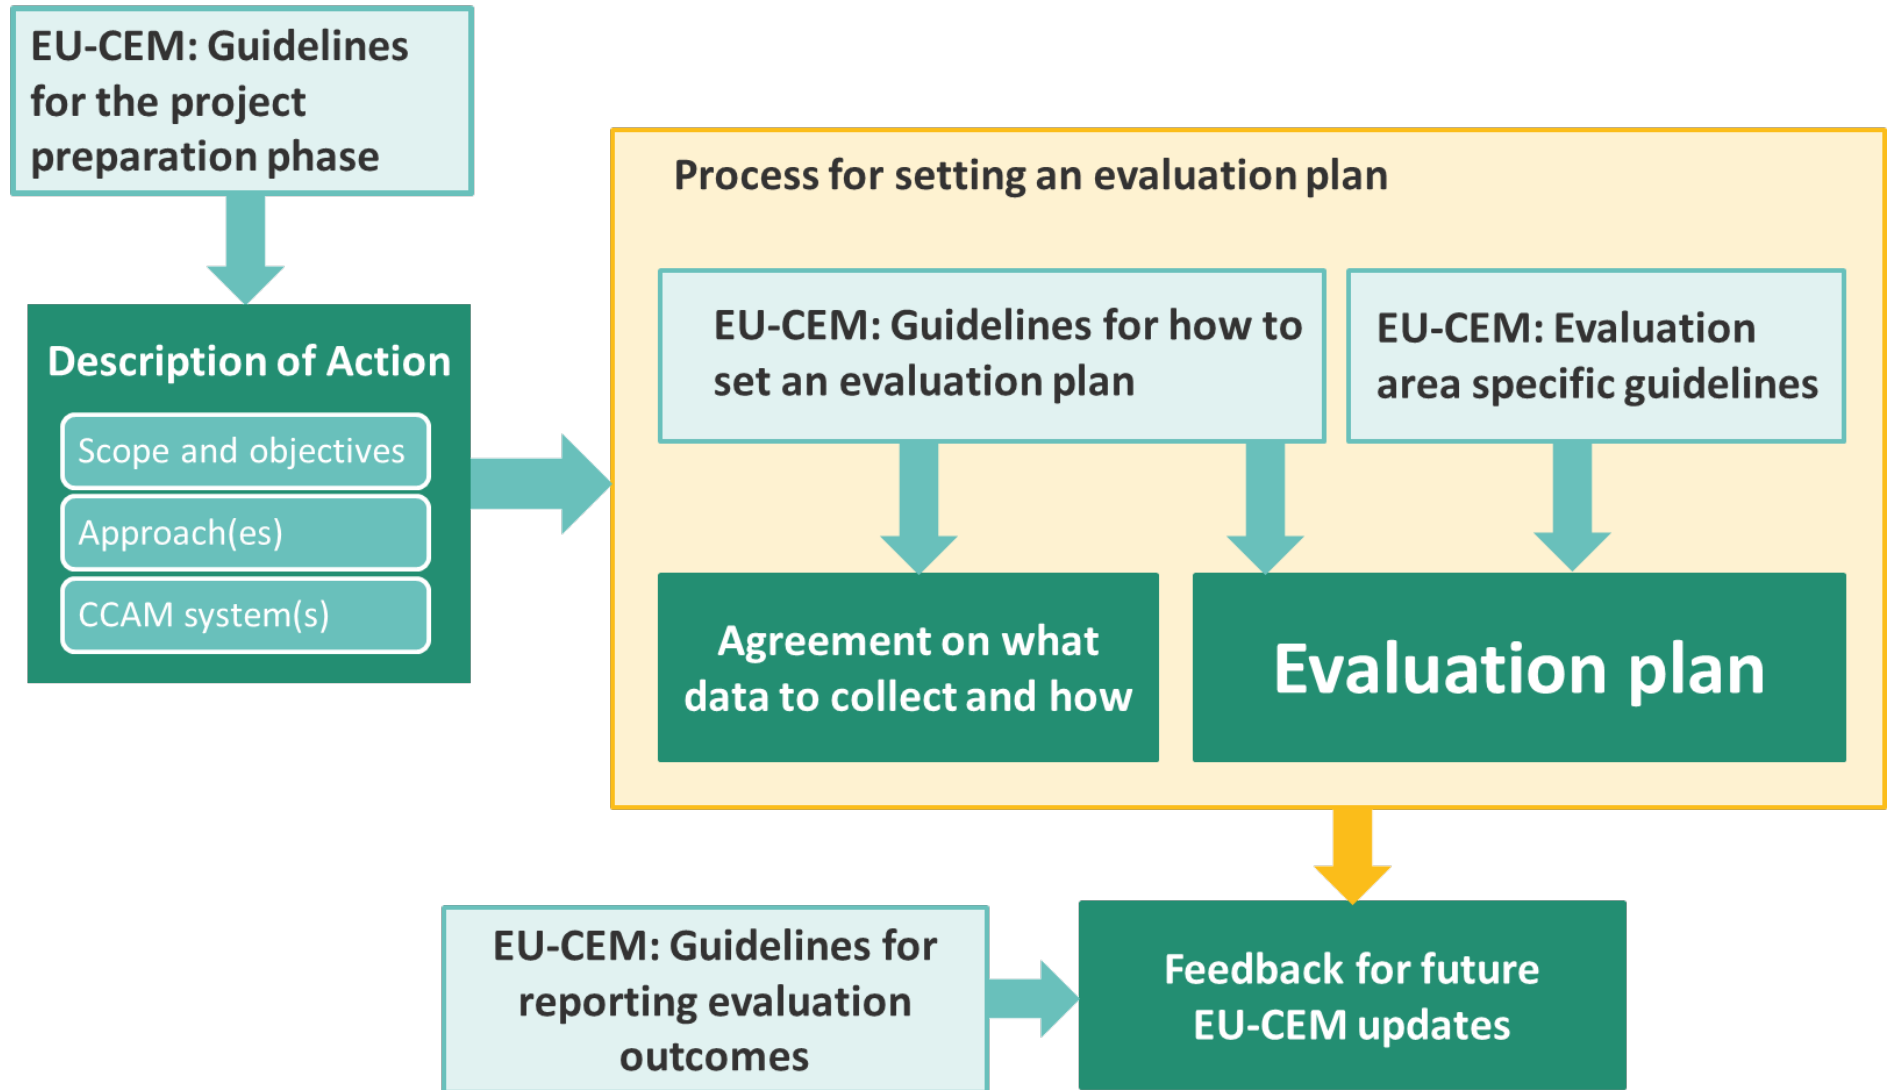 EU-CEM: Guidelines
for the project
preparation phase
Description of Action
Scope and objectives
Approach(es)
CCAM system(s)
Process for setting an evaluation plan
EU-CEM: Guidelines for how to
set an evaluation plan
EU-CEM: Evaluation
area specific guidelines
Agreement on what
data to collect and how
Evaluation plan
EU-CEM: Guidelines for
reporting evaluation
outcomes
Feedback for future
EU-CEM updates